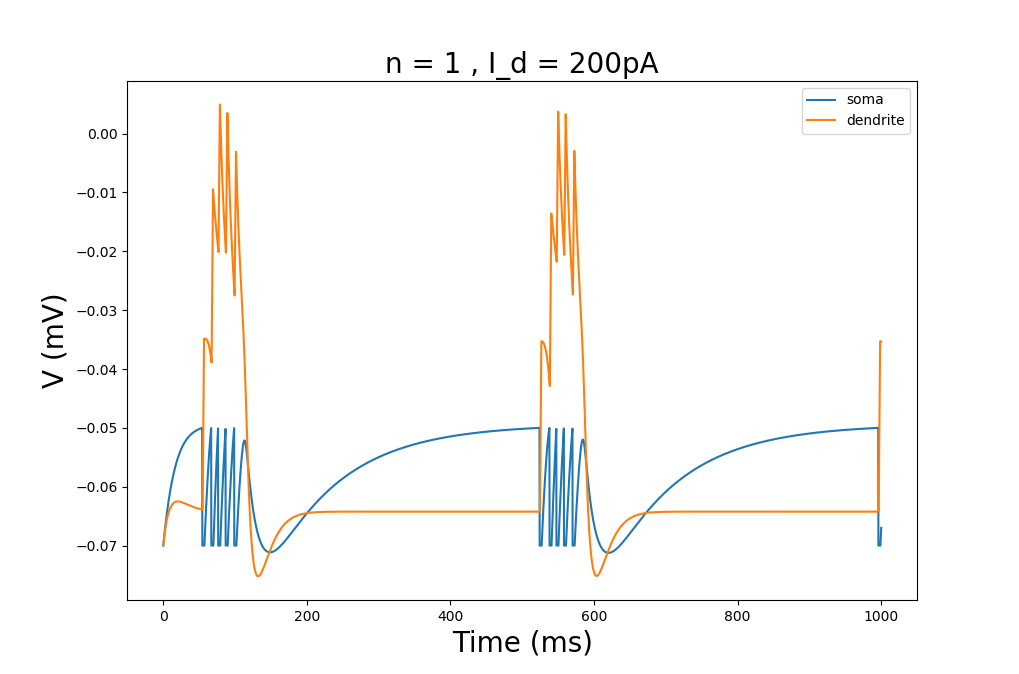 n = 1 , I_d = 200pA
soma
dendrite
0.00
−0.01
−0.02
−0.03
−0.04
−0.05
−0.06
−0.07
V (mV)
0 200 400 600 800 1000
Time (ms)